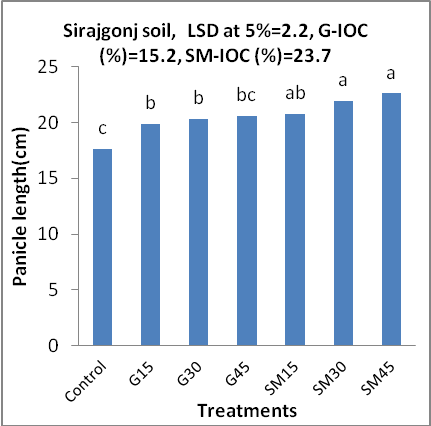 Sirajgonj soil, LSD at 5%=2.2, G-IOC
(%)=15.2, SM-IOC (%)=23.7
Panicle length(cm)
25
20
15
10
5
0
c
b
b
bc
ab
a
a
Control
G15
G30
G45
SM15
SM30
SM45
Treatments